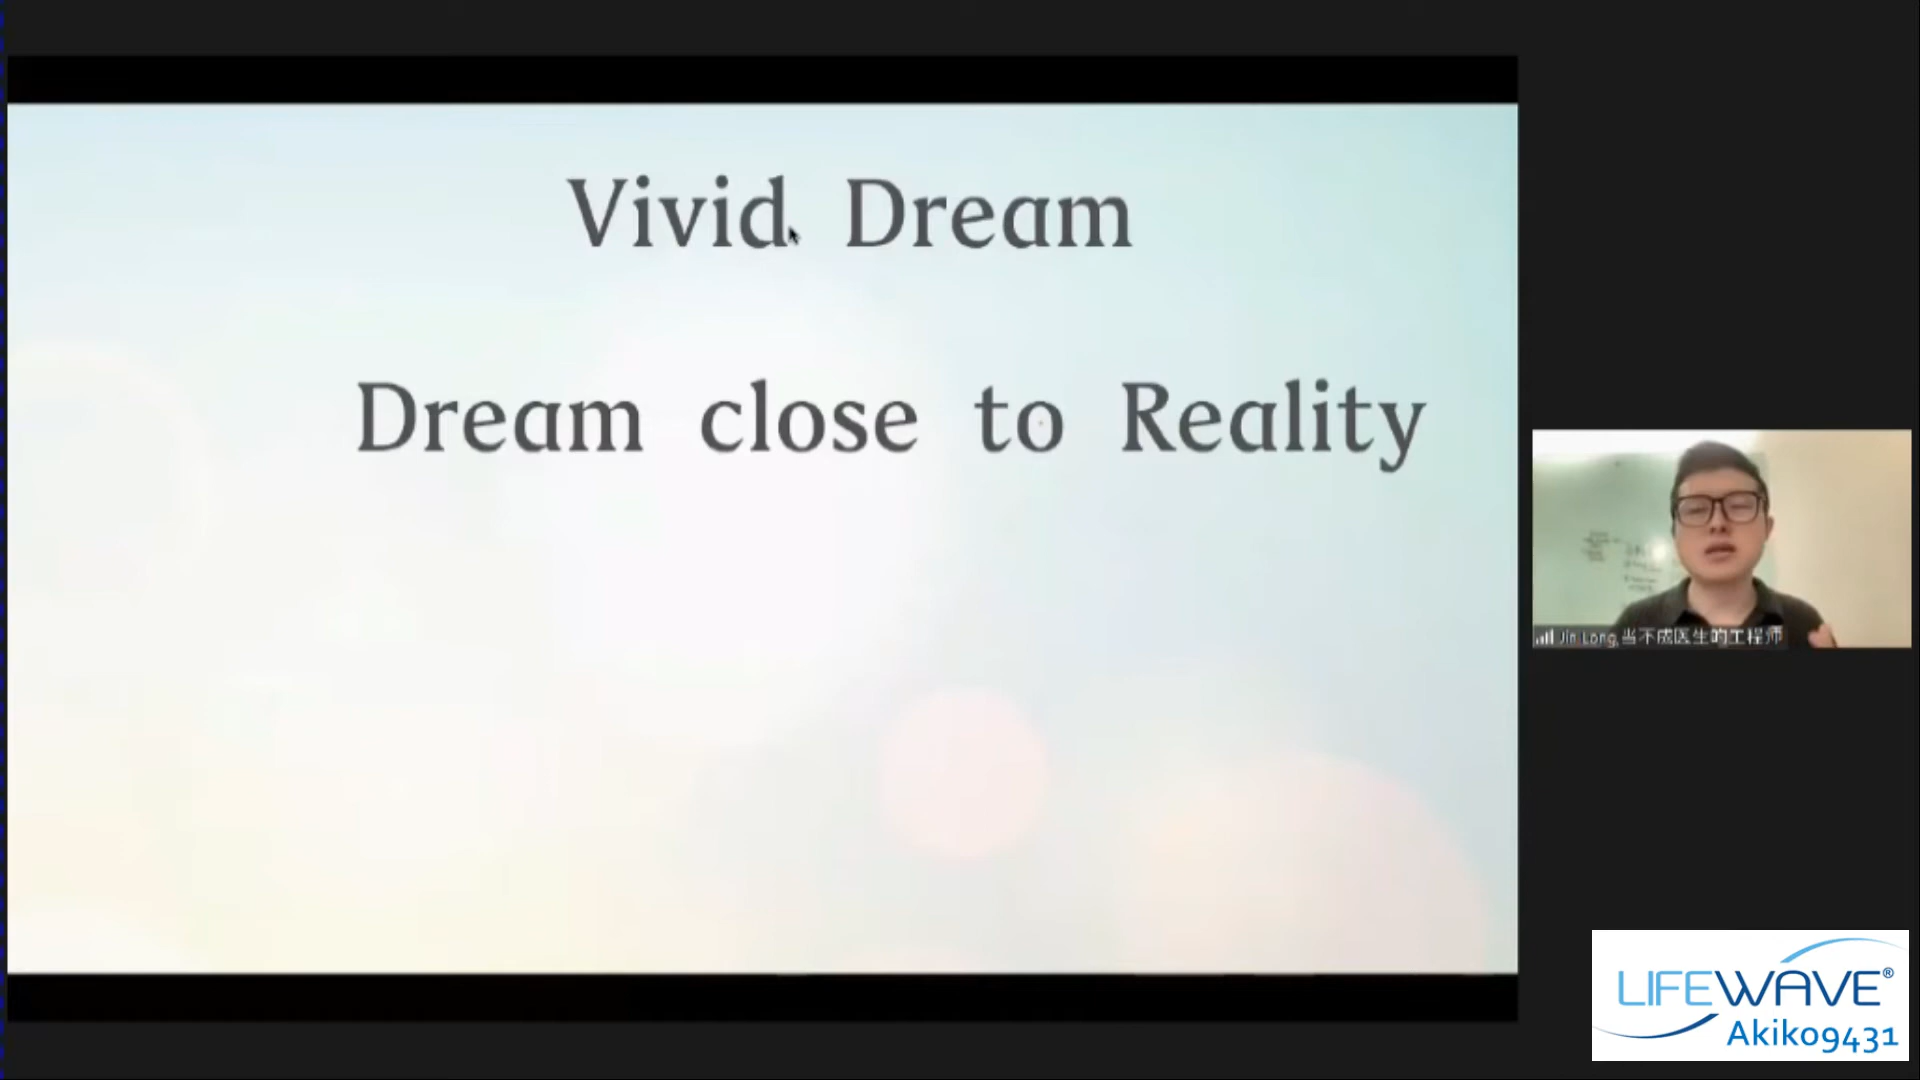 Vivid Dream
Dream close to Reality
Jin Long,当不成医生的工程师
LIFEWAVE®
Akiko9431